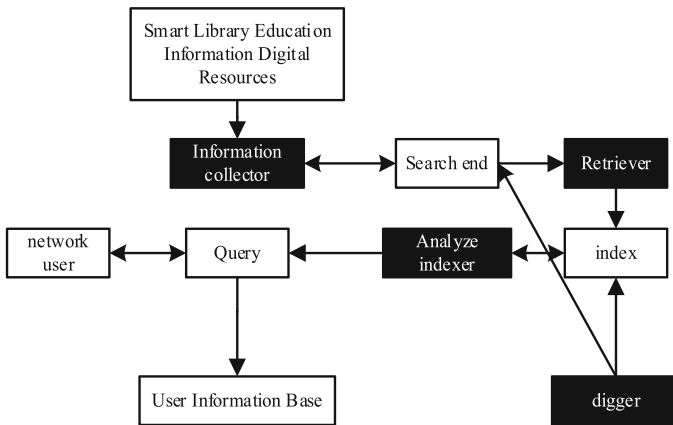 Smart Library Education
Information Digital
Resources
Information
collector
Search end
Retriever
network
user
Query
Analyze
indexer
index
User Information Base
digger